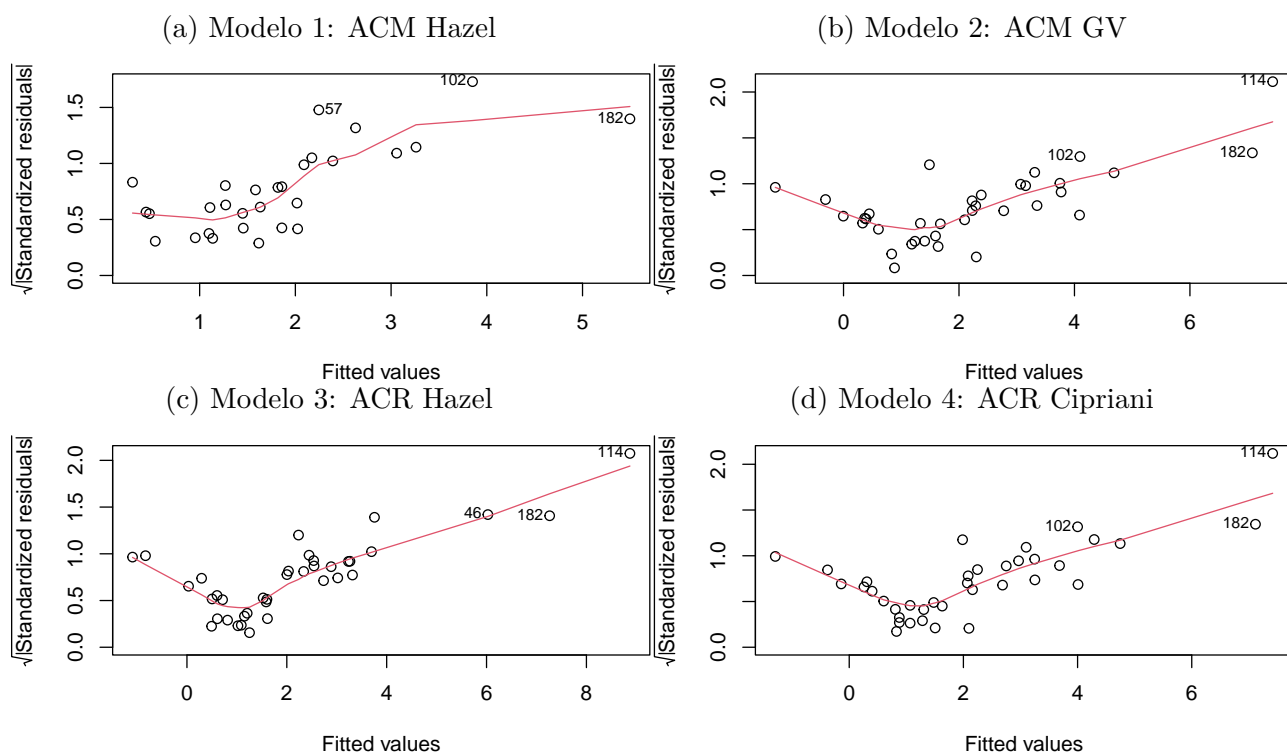 (a) Modelo 1: ACM Hazel
√|Standardized residuals|
0.0 0.5 1.0 1.5
102
57
182
1 2 3 4 5
Fitted values
(b) Modelo 2: ACM GV
√|Standardized residuals|
0.0 1.0 2.0
114
102
182
0 2 4 6
Fitted values
(c) Modelo 3: ACR Hazel
√|Standardized residuals|
0.0 0.5 1.0 1.5 2.0
114
46
182
0 2 4 6 8
Fitted values
(d) Modelo 4: ACR Cipriani
√|Standardized residuals|
0.0 1.0 2.0
114
102
182
0 2 4 6
Fitted values